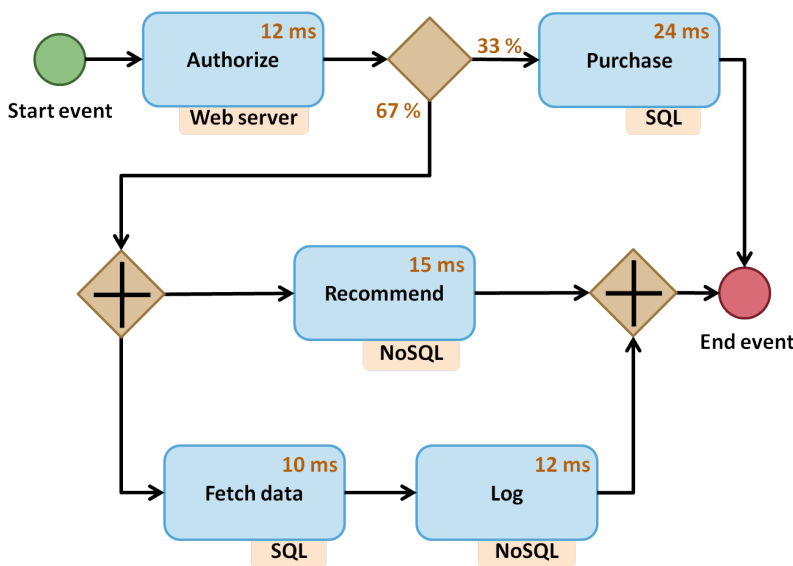 12 ms
Authorize
Web server
Start event
33 %
67 %
24 ms
Purchase
SQL
15 ms
Recommend
NoSQL
End event
10 ms
Fetch data
SQL
12 ms
Log
NoSQL